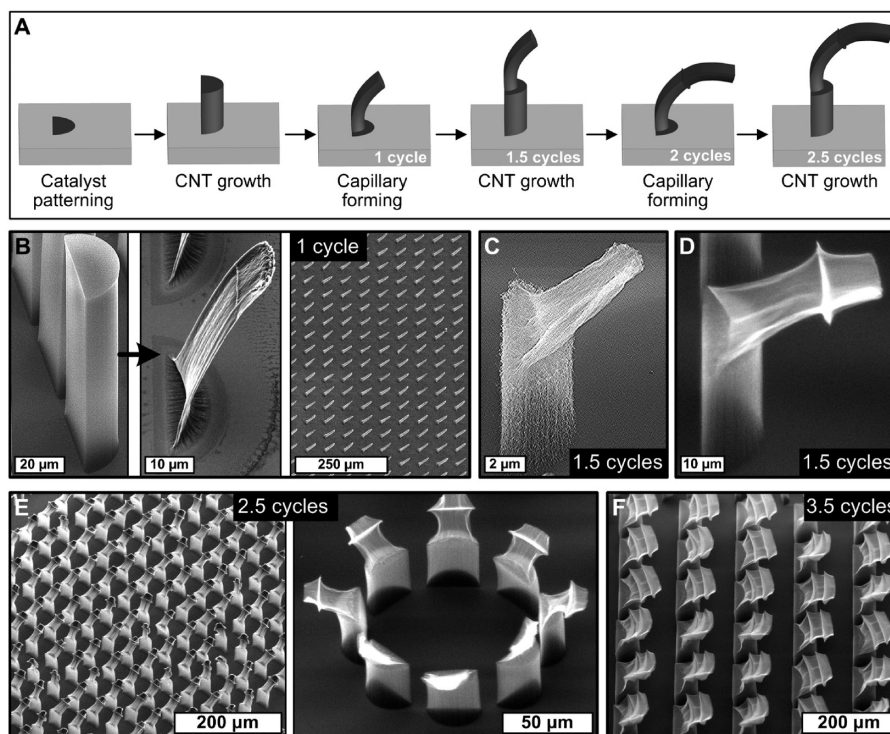 A
1 cycle
1.5 cycles
2 cycles
2.5 cycles
Catalyst
patterning
CNT growth
Capillary
forming
CNT growth
Capillary
forming
CNT growth
B
20 µm
10 µm
1 cycle
250 µm
C
2 µm
1.5 cycles
D
10 µm
1.5 cycles
E
2.5 cycles
200 µm
50 µm
F
3.5 cycles
200 µm